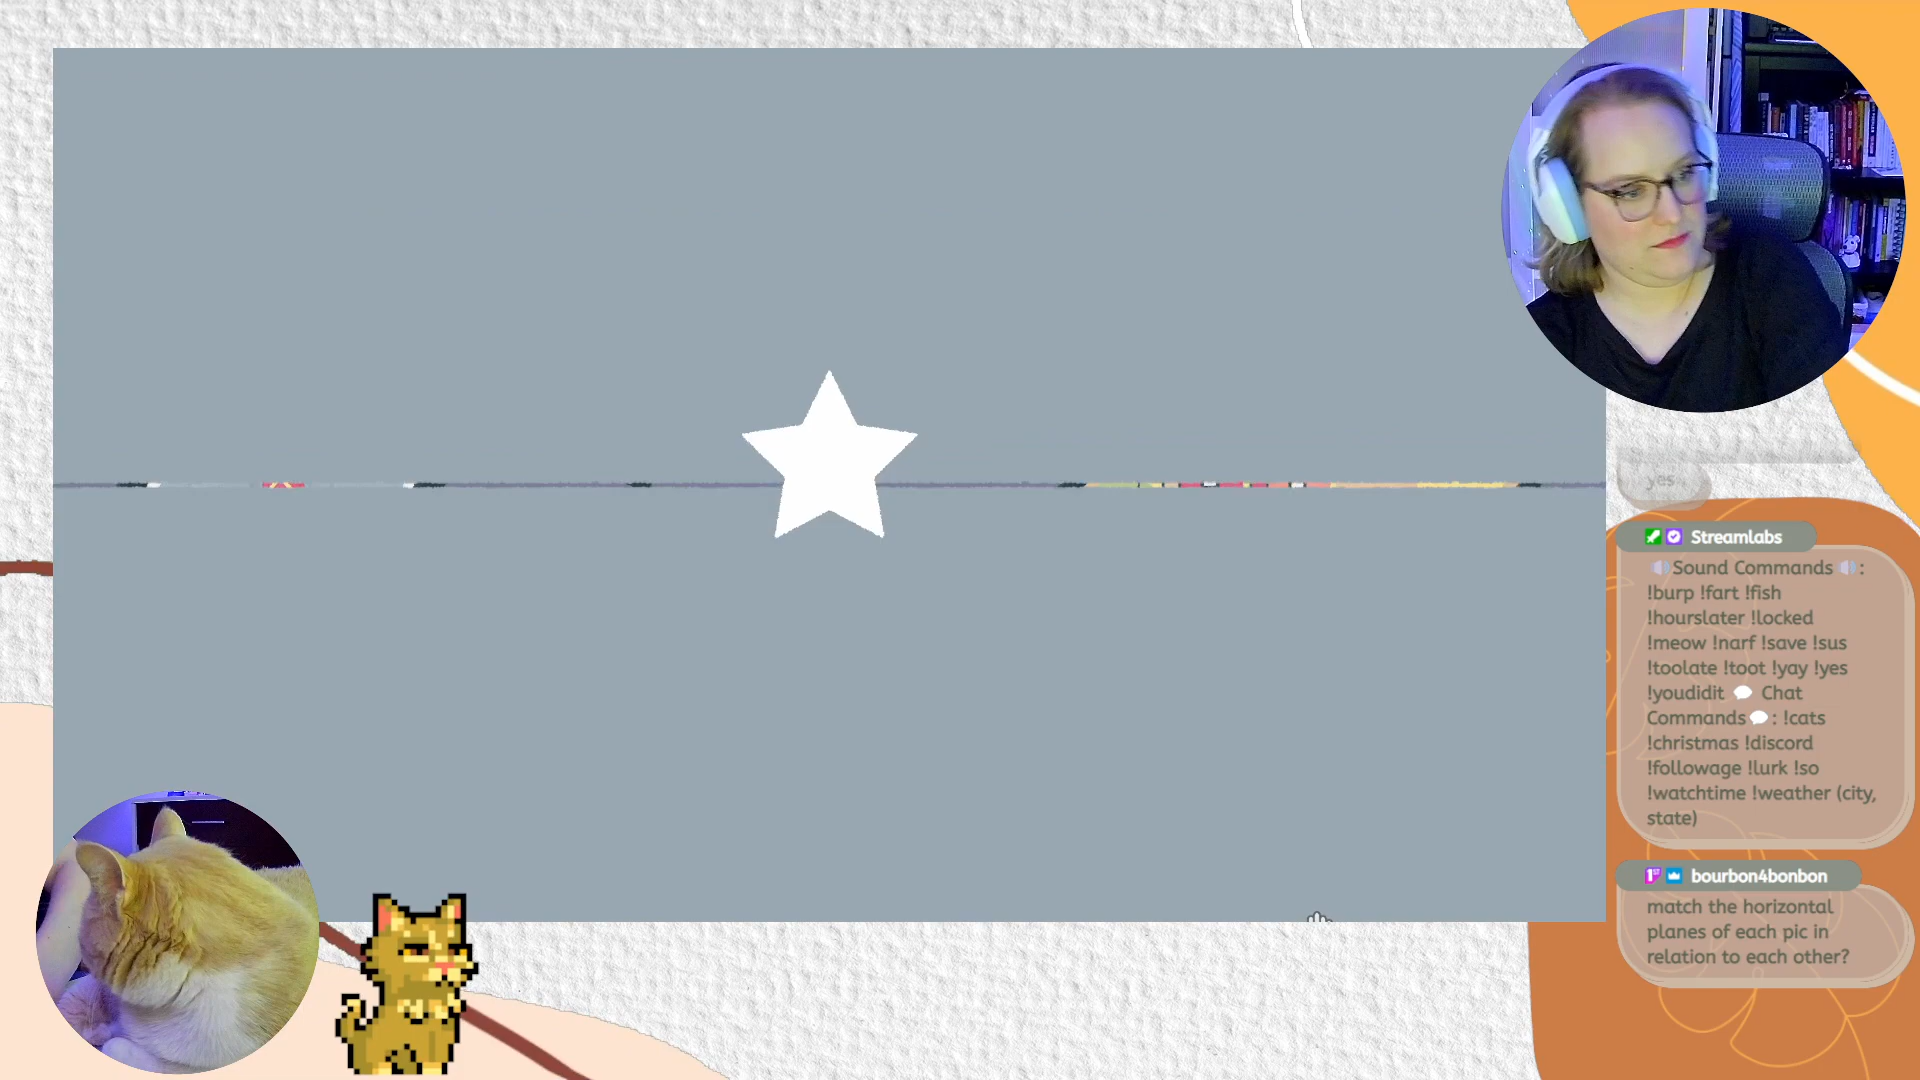 yes
Streamlabs
🔊Sound Commands🔊:
!burp !fart !fish
!hourslater !locked
!meow !narf !save !sus
!toolate !toot !yay !yes
!youdidit 💬 Chat
Commands💬: !cats
!christmas !discord
!followage !lurk !so
!watchtime !weather (city,
state)
1ST bourbon4bonbon
match the horizontal
planes of each pic in
relation to each other?